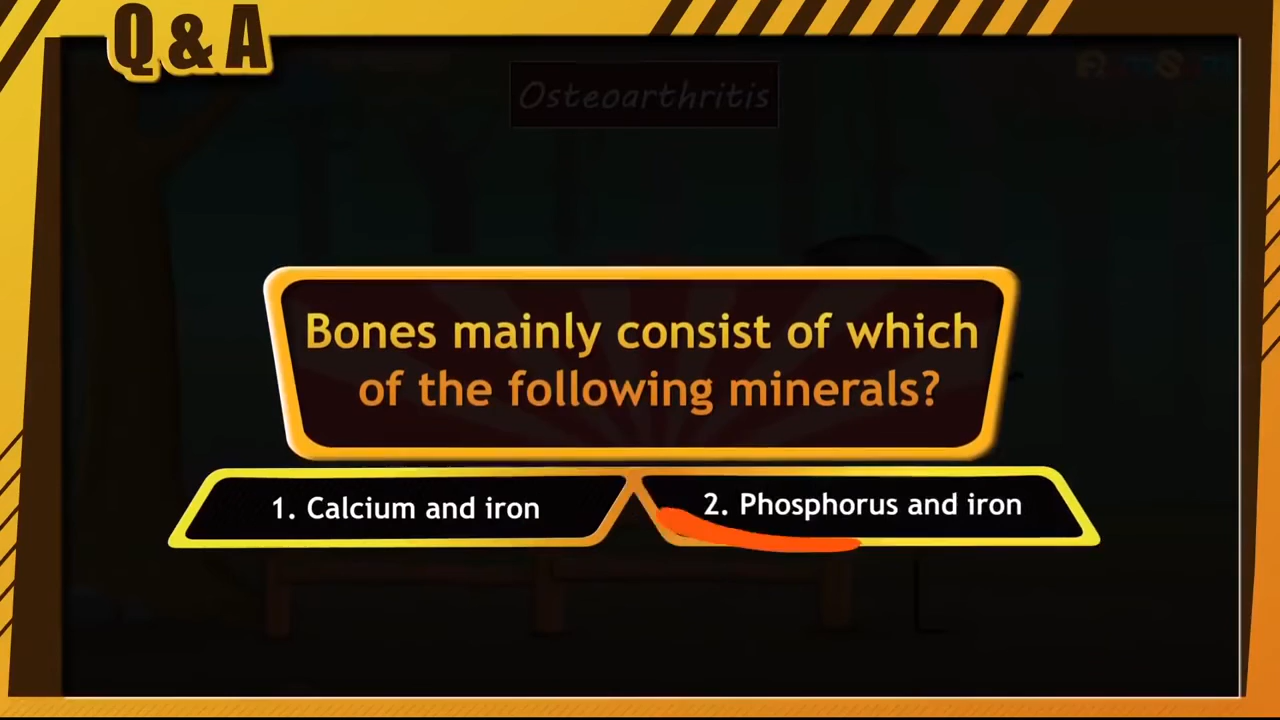 Q & A
Osteoarthritis
Bones mainly consist of which
of the following minerals?
1. Calcium and iron
2. Phosphorus and iron